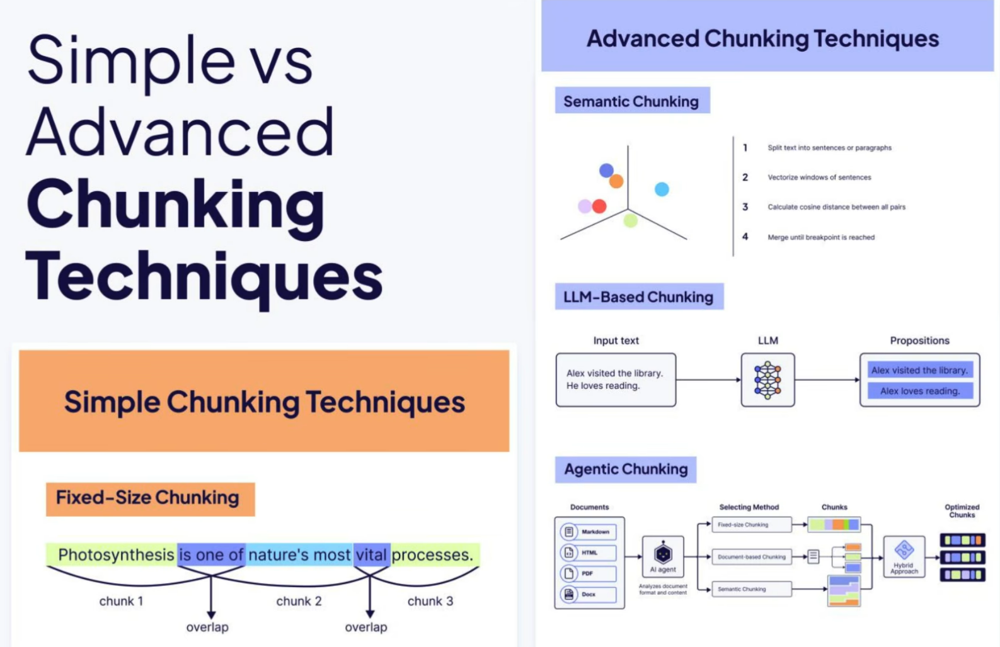 Simple vs
Advanced
Chunking
Techniques
Simple Chunking Techniques
Fixed-Size Chunking
Photosynthesis is one of nature's most vital processes.
chunk 1
chunk 2
chunk 3
overlap
overlap
Advanced Chunking Techniques
Semantic Chunking
1 Split text into sentences or paragraphs
2 Vectorize windows of sentences
3 Calculate cosine distance between all pairs
4 Merge until breakpoint is reached
LLM-Based Chunking
Input text
LLM
Propositions
Alex visited the library.
He loves reading.
Alex visited the library.
Alex loves reading.
Agentic Chunking
Documents
Markdown
HTML
PDF
Docx
AI agent
Analyzes document
format and content
Selecting Method
Fixed-size Chunking
Document-based Chunking
Semantic Chunking
Chunks
Hybrid
Approach
Optimized
Chunks